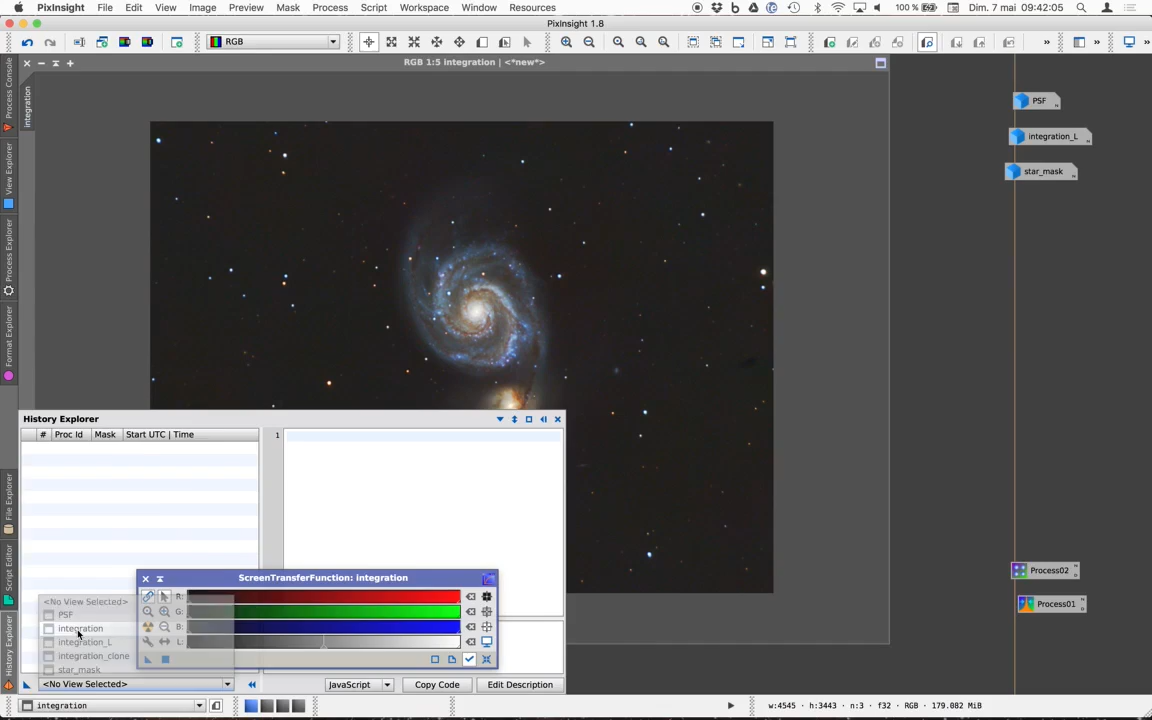 PixInsight File Edit View Image Preview Mask Process Script Workspace Window Resources 100 % Dim. 7 mai 09:42:05
PixInsight 1.8
RGB
RGB 1:5 integration | <*new*>
integration
Process Console
View Explorer
Process Explorer
Format Explorer
File Explorer
Script Editor
History Explorer
PSF
integration_L
star_mask
Process02
Process01
History Explorer
# Proc Id Mask Start UTC | Time
1
ScreenTransferFunction: integration
R:
G:
B:
L:
<No View Selected>
PSF
integration
integration_L
integration_clone
star_mask
<No View Selected>
JavaScript Copy Code Edit Description
integration
w:4545 · h:3443 · n:3 · f32 · RGB · 179.082 MiB